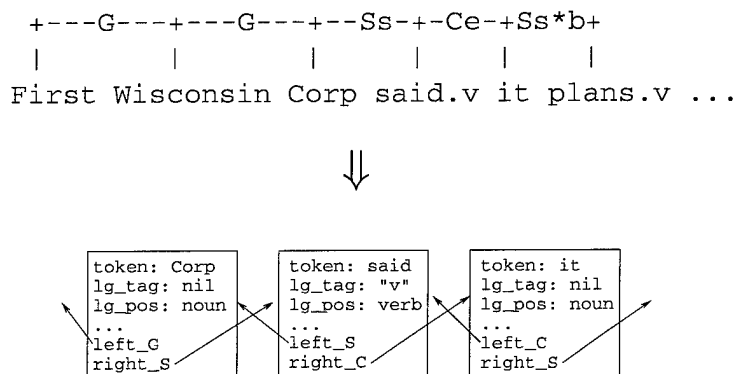 +---G---+---G---+--Ss-+-Ce-+Ss*b+
| | | | | |
First Wisconsin Corp said.v it plans.v ...
⇓
token: Corp
lg_tag: nil
lg_pos: noun
...
left_G
right_S
token: said
lg_tag: "v"
lg_pos: verb
...
left_S
right_C
token: it
lg_tag: nil
lg_pos: noun
...
left_C
right_S